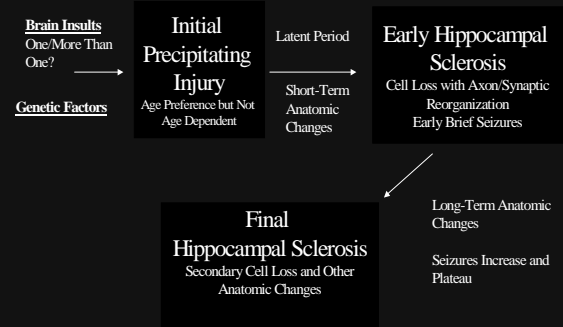 Brain Insults
One/More Than
One?
Genetic Factors
Initial
Precipitating
Injury
Age Preference but Not
Age Dependent
Latent Period
Short-Term
Anatomic
Changes
Early Hippocampal
Sclerosis
Cell Loss with Axon/Synaptic
Reorganization
Early Brief Seizures
Long-Term Anatomic
Changes
Seizures Increase and
Plateau
Final
Hippocampal Sclerosis
Secondary Cell Loss and Other
Anatomic Changes